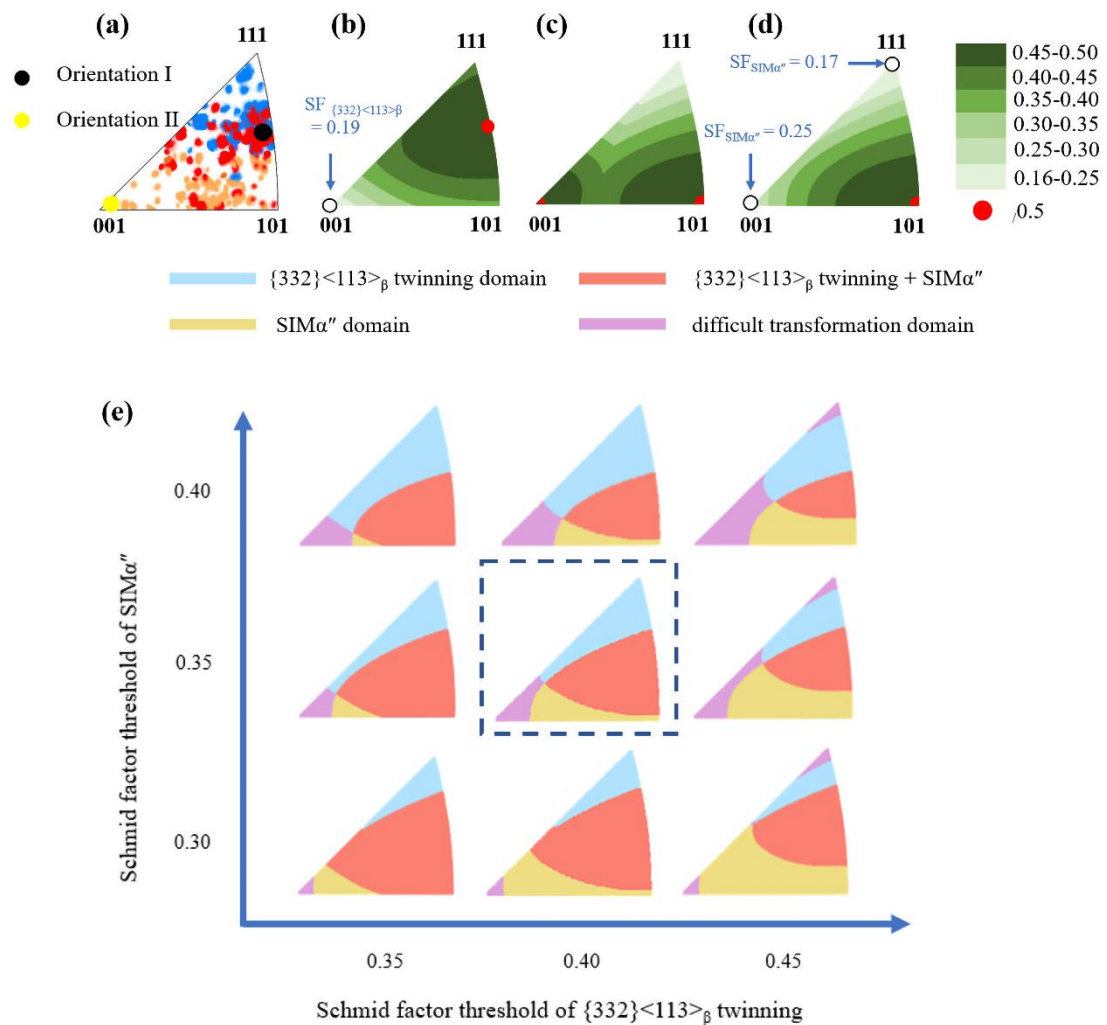 (a)
(b)
(c)
(d)
111
111
111
111
Orientation I
Orientation II
SF {332}<113>β
= 0.19
SFSIMα″ = 0.17
SFSIMα″ = 0.25
0.45-0.50
0.40-0.45
0.35-0.40
0.30-0.35
0.25-0.30
0.16-0.25
/0.5
001
101
001
101
001
101
001
101
{332}<113>β twinning domain
{332}<113>β twinning + SIMα″
SIMα″ domain
difficult transformation domain
(e)
Schmid factor threshold of SIMα″
0.40
0.35
0.30
0.35
0.40
0.45
Schmid factor threshold of {332}<113>β twinning